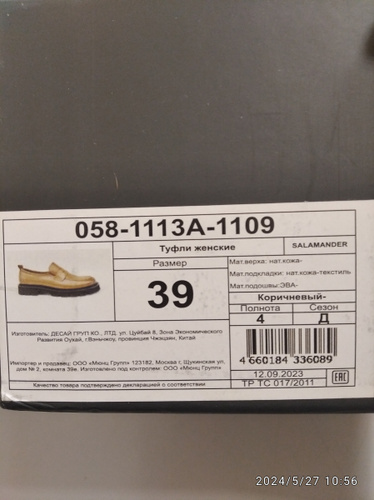 058-1113A-1109
Туфли женские
SALAMANDER
Размер
39
Мат.верха: нат.кожа-
Мат.подкладки: нат.кожа-текстиль
Мат.подошвы:ЭВА-
Коричневый-
Полнота
Сезон
4
Д
Изготовитель: ДЕСАЙ ГРУП КО., ЛТД, ул. Цуйбай 8, Зона Экономического
Развития Оухай, г.Вэньчжоу, провинция Чжэцзян, Китай
4 660184 336089
Импортер и продавец: ООО «Мюнц Групп» 123182, Москва г, Щукинская ул,
дом № 2, комната 39в. Изготовлено под контролем: ООО «Мюнц Групп»
12.09.2023
Качество товара подтверждено декларацией о соответствии
ТР ТС 017/2011
EAC
2024/5/27 10:56